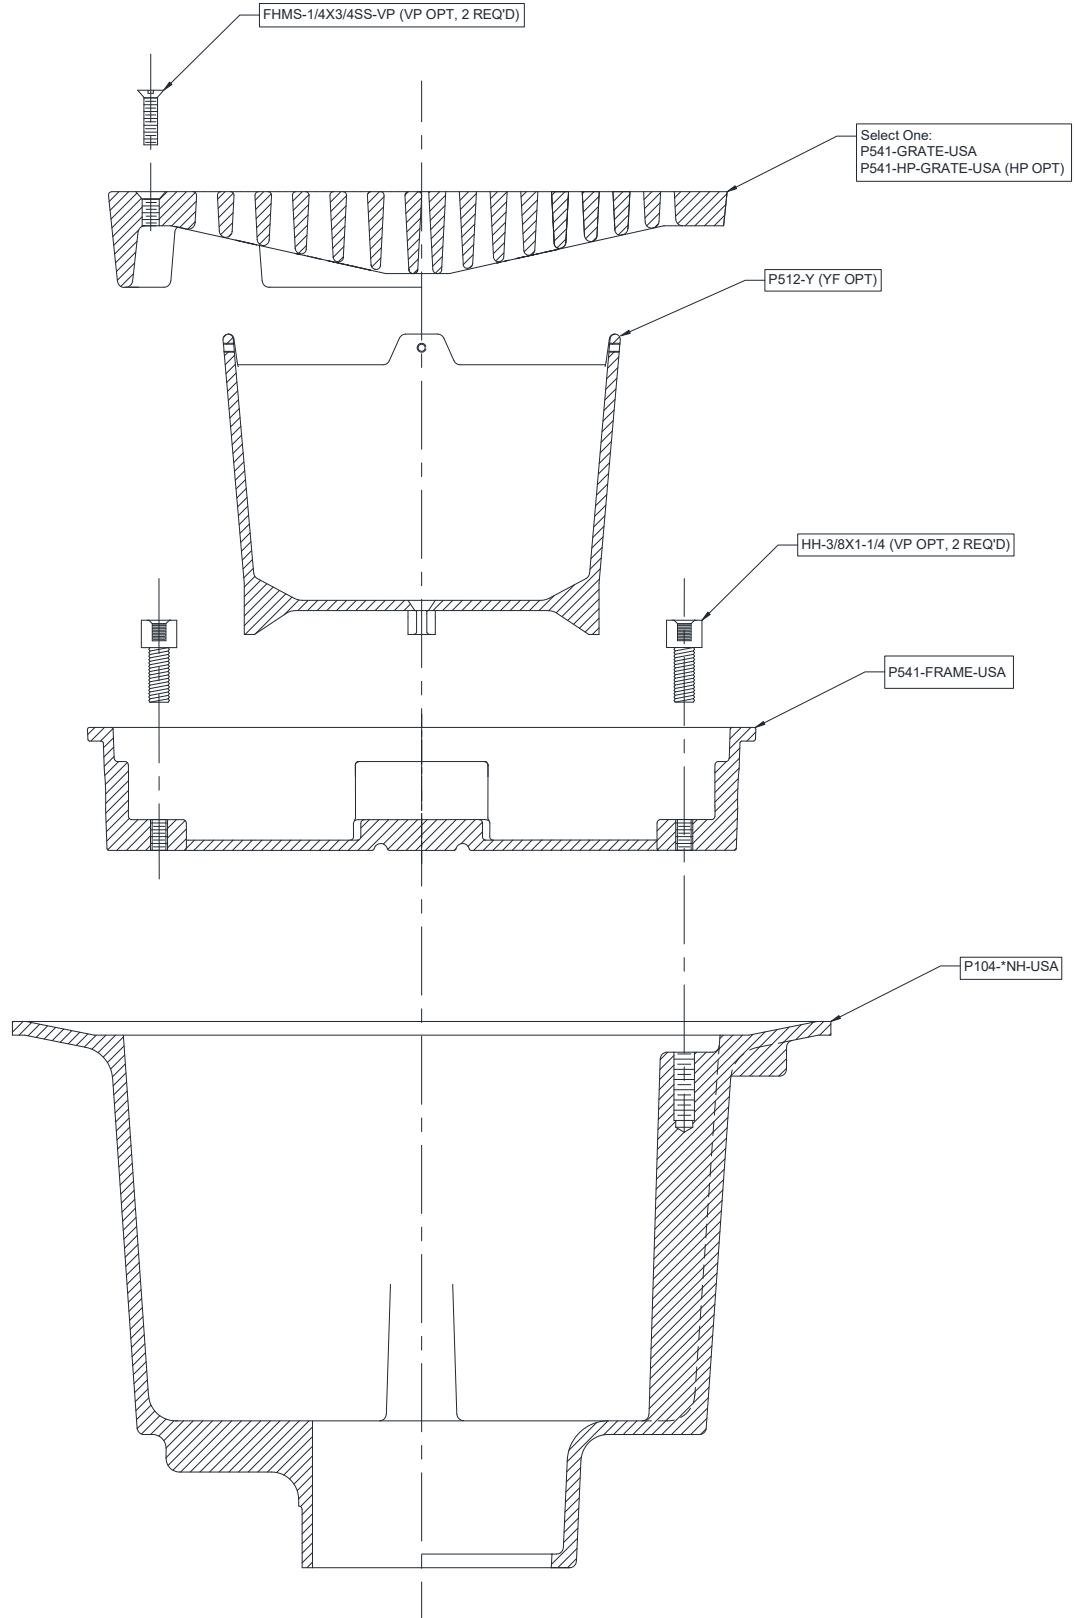 FHMS-1/4X3/4SS-VP (VP OPT, 2 REQ'D)
Select One:
P541-GRATE-USA
P541-HP-GRATE-USA (HP OPT)
P512-Y (YF OPT)
HH-3/8X1-1/4 (VP OPT, 2 REQ'D)
P541-FRAME-USA
P104-*NH-USA